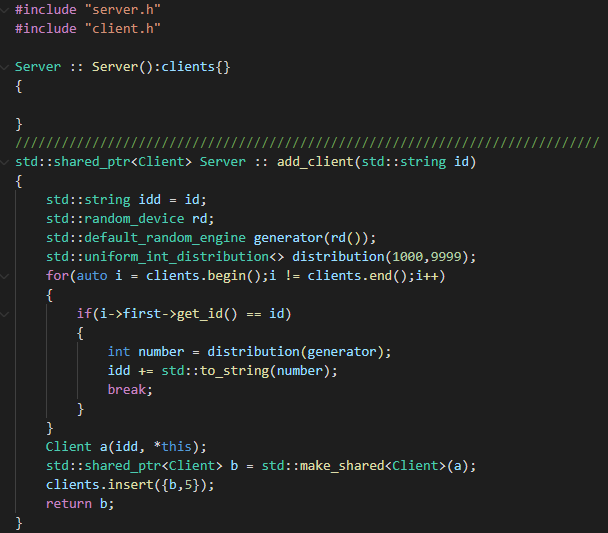 #include "server.h"
#include "client.h"
Server :: Server():clients{}
{
}
////////////////////////////////////////////////////////////////////////////
std::shared_ptr<Client> Server :: add_client(std::string id)
{
std::string idd = id;
std::random_device rd;
std::default_random_engine generator(rd());
std::uniform_int_distribution<> distribution(1000,9999);
for(auto i = clients.begin();i != clients.end();i++)
{
if(i->first->get_id() == id)
{
int number = distribution(generator);
idd += std::to_string(number);
break;
}
}
Client a(idd, *this);
std::shared_ptr<Client> b = std::make_shared<Client>(a);
clients.insert({b,5});
return b;
}